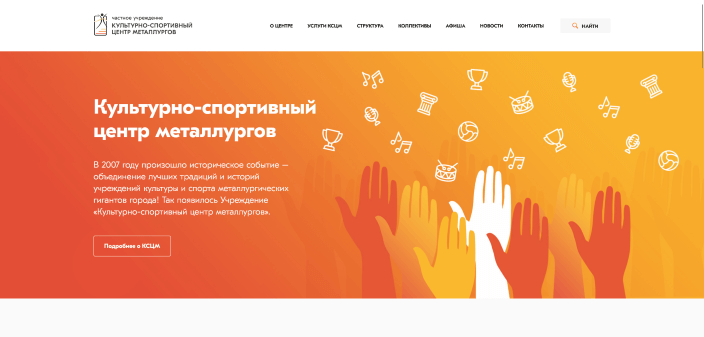 частное учреждение
КУЛЬТУРНО-СПОРТИВНЫЙ
ЦЕНТР МЕТАЛЛУРГОВ
О ЦЕНТРЕ УСЛУГИ КСЦМ СТРУКТУРА КОЛЛЕКТИВЫ АФИША НОВОСТИ КОНТАКТЫ НАЙТИ
Культурно-спортивный
центр металлургов
В 2007 году произошло историческое событие –
объединение лучших традиций и историй
учреждений культуры и спорта металлургических
гигантов города! Так появилось Учреждение
«Культурно-спортивный центр металлургов».
Подробнее о КСЦМ